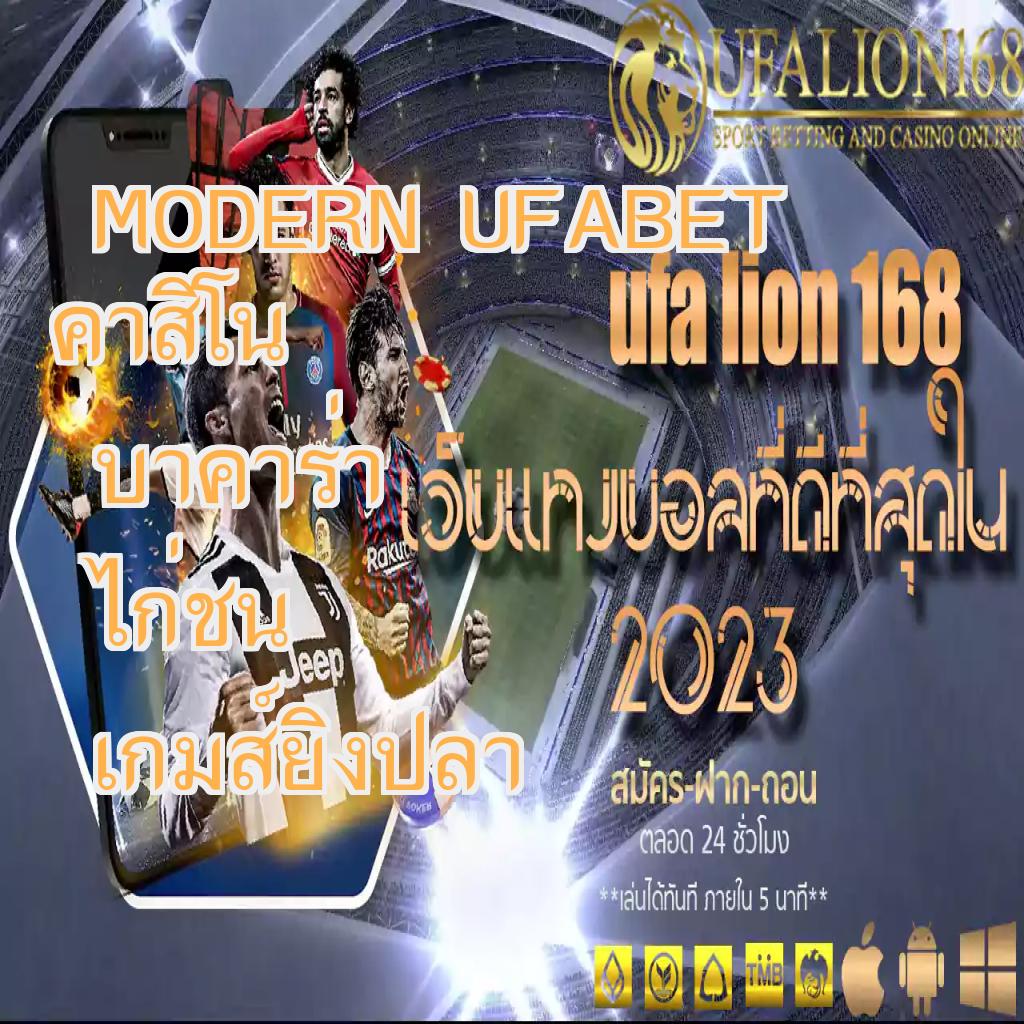 UFALION168
SPORT BETTING AND CASINO ONLINE
MODERN UFABET
ufa lion 168
คาสิโน
บาคาร่า
เว็บแทงบอลที่ดีที่สุดใน
2023
ไก่ชน
Jeep
เกมส์ยิงปลา
สมัคร-ฝาก-ถอน
ตลอด 24 ชั่วโมง
**เล่นได้ทันที ภายใน 5 นาที**
TMB